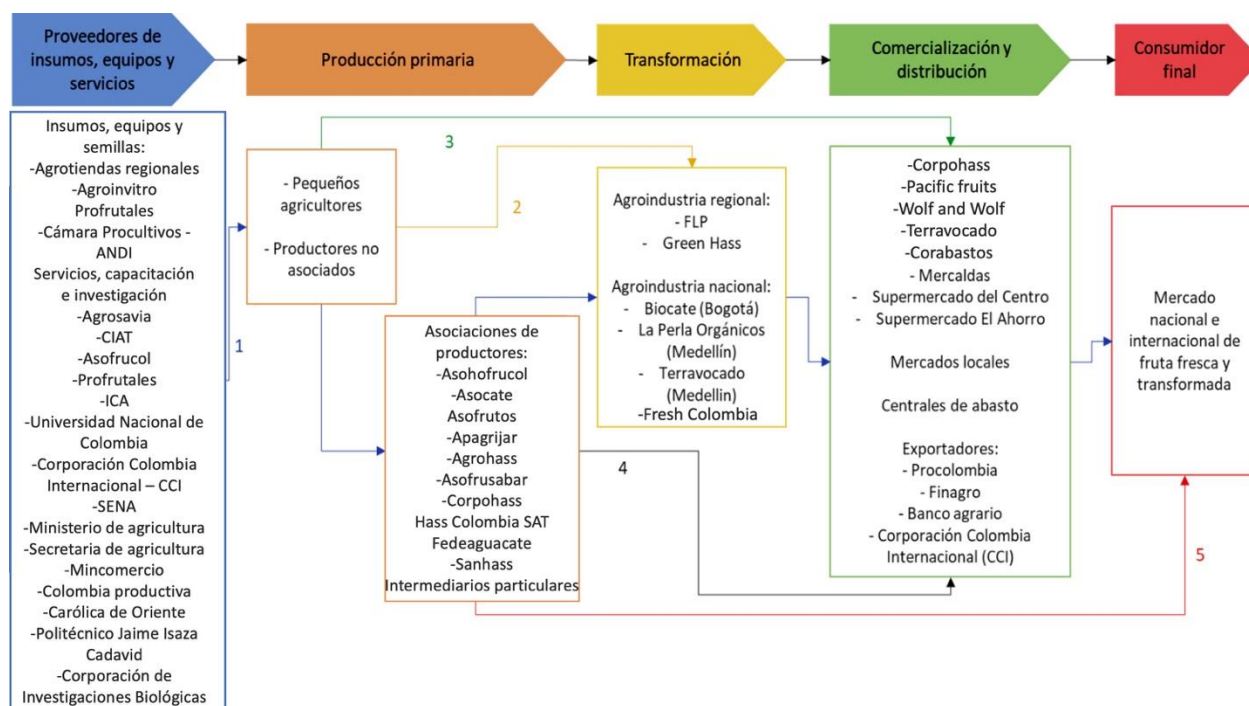 Proveedores de
insumos, equipos y
servicios
Producción primaria
Transformación
Comercialización y
distribución
Consumidor
final
Insumos, equipos y
semillas:
-Agrotiendas regionales
-Agroinvitro
Profrutales
-Cámara Procultivos -
ANDI
Servicios, capacitación
e investigación
-Agrosavia
-CIAT
-Asofrucol
-Profrutales
-ICA
-Universidad Nacional de
Colombia
-Corporación Colombia
Internacional – CCI
-SENA
-Ministerio de agricultura
-Secretaria de agricultura
-Mincomercio
-Colombia productiva
-Carólica de Oriente
-Politécnico Jaime Isaza
Cadavid
-Corporación de
Investigaciones Biológicas
1
- Pequeños
agricultores
- Productores no
asociados
3
2
Asociaciones de
productores:
-Asohofrucol
-Asocate
Asofrutos
-Apagrijar
-Agrohass
-Asofrusabar
-Corpohass
Hass Colombia SAT
Fedeaguacate
-Sanhass
Intermediarios particulares
4
Agroindustria regional:
- FLP
- Green Hass
Agroindustria nacional:
- Biocate (Bogotá)
- La Perla Orgánicos
(Medellín)
- Terravocado
(Medellin)
-Fresh Colombia
-Corpohass
-Pacific fruits
-Wolf and Wolf
-Terravocado
-Corabastos
- Mercaldas
- Supermercado del Centro
- Supermercado El Ahorro
Mercados locales
Centrales de abasto
Exportadores:
- Procolombia
- Finagro
- Banco agrario
- Corporación Colombia
Internacional (CCI)
5
Mercado
nacional e
internacional de
fruta fresca y
transformada